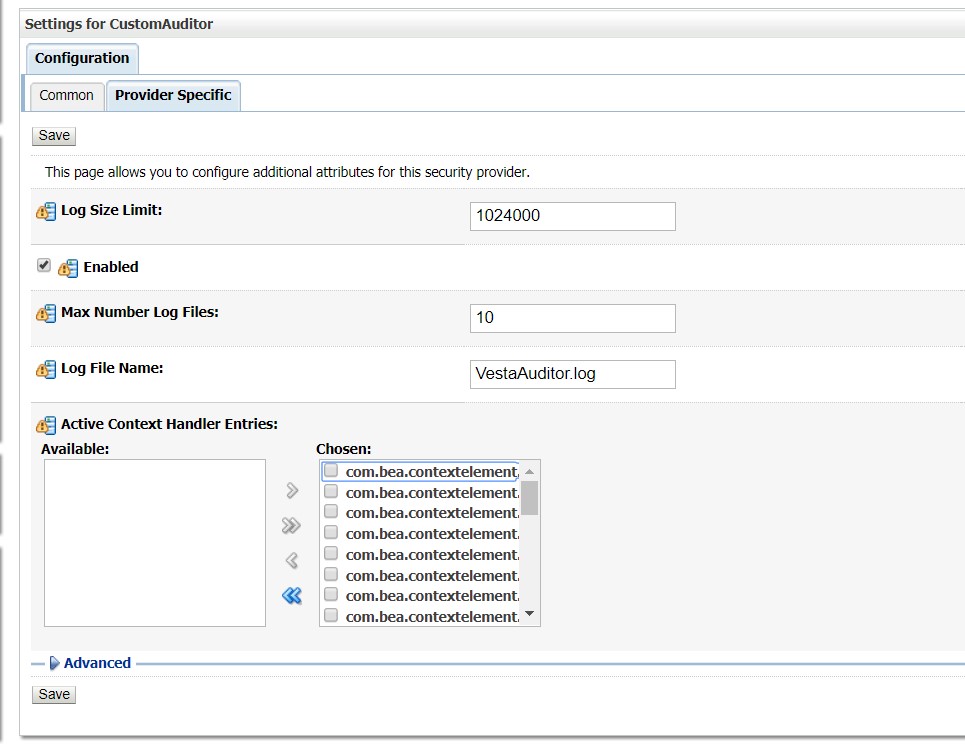 Settings for CustomAuditor
Configuration
Common Provider Specific
Save
This page allows you to configure additional attributes for this security provider.
Log Size Limit: 1024000
Enabled
Max Number Log Files: 10
Log File Name: VestaAuditor.log
Active Context Handler Entries:
Available: Chosen:
com.bea.contextelement.
com.bea.contextelement.
com.bea.contextelement.
com.bea.contextelement.
com.bea.contextelement.
com.bea.contextelement.
com.bea.contextelement.
com.bea.contextelement.
Advanced
Save